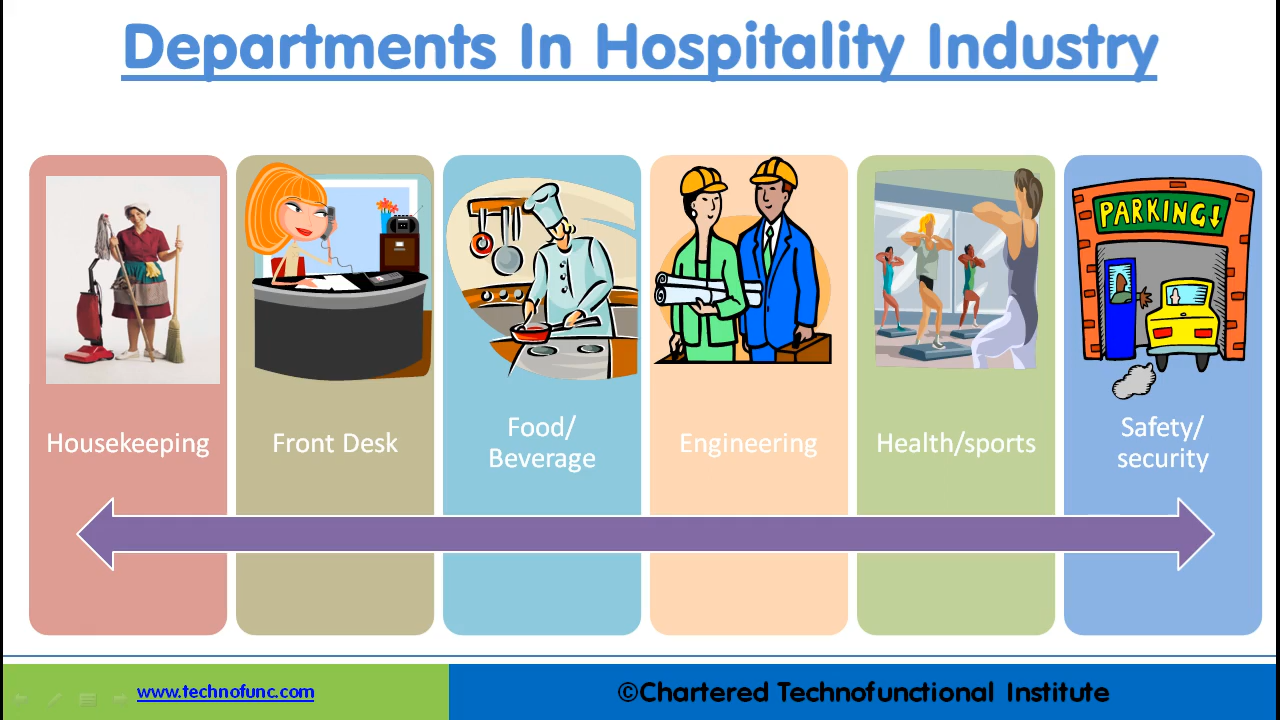 Departments In Hospitality Industry
PARKING↓
Housekeeping
Front Desk
Food/
Beverage
Engineering
Health/sports
Safety/
security
www.technofunc.com
©Chartered Technofunctional Institute